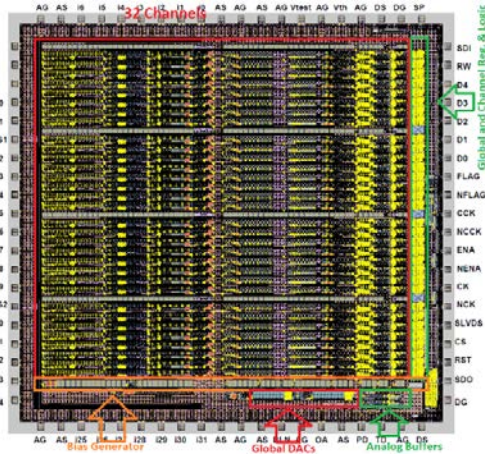 32 Channels
AG AS I6 I5 I4 I1 AS AG AS AG Vtest AG Vth AG DS DG SP
Global and Channel Reg. & Logic
SDI
RW
D4
D3
D2
D1
D0
FLAG
NFLAG
CCK
NCCK
ENA
NENA
CK
NCK
SLVDS
CS
RST
SDO
DG
AG AS I25 I28 I29 I30 I31 AS AG AS AG OA AS PD TD AG DS
Bias Generator
Global DACs
Analog Buffers